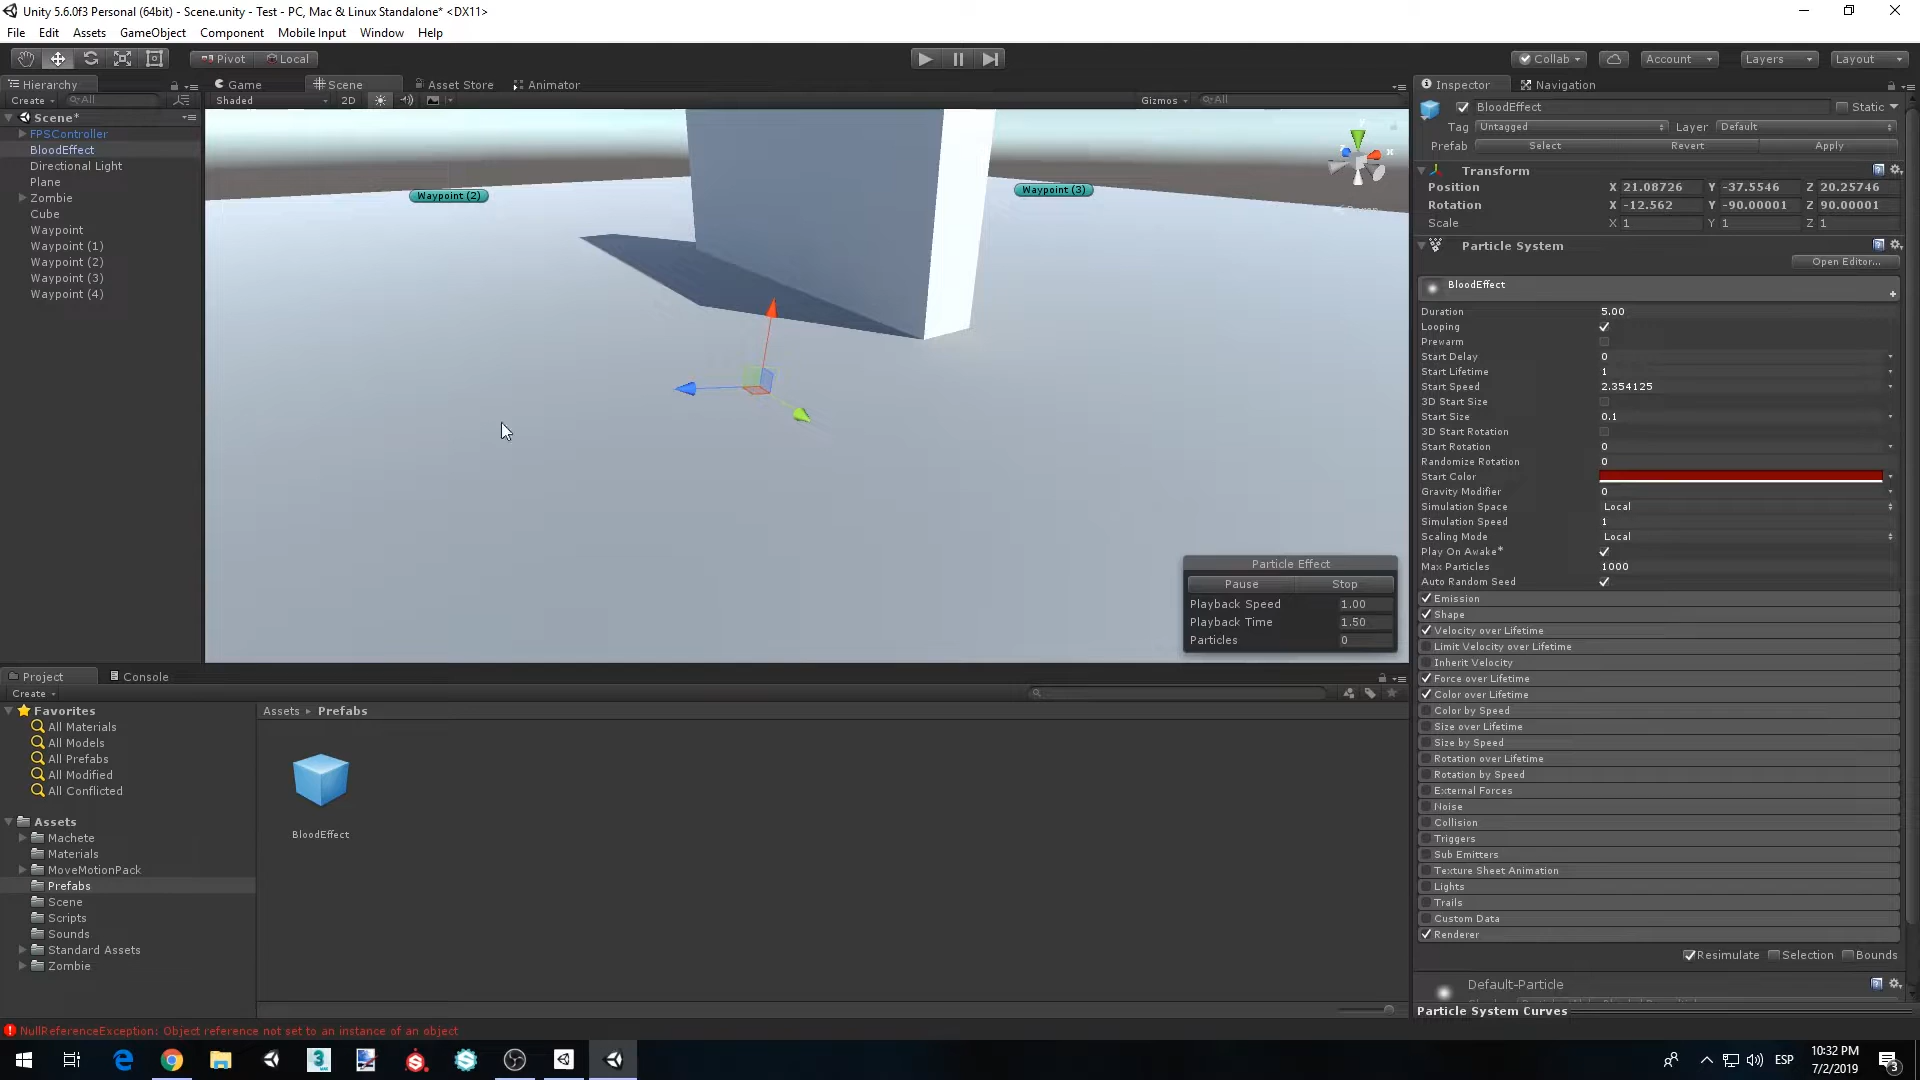 Unity 5.6.0f3 Personal (64bit) - Scene.unity - Test - PC, Mac & Linux Standalone* <DX11>
File Edit Assets GameObject Component Mobile Input Window Help
Pivot Local Collab Account Layers Layout
Hierarchy Game Scene Asset Store Animator Inspector Navigation
Create All Shaded 2D Gizmos All
Scene*
FPSController
BloodEffect
Directional Light
Plane
Zombie
Cube
Waypoint
Waypoint (1)
Waypoint (2)
Waypoint (3)
Waypoint (4)
Waypoint (2)
Waypoint (3)
y
x
Particle Effect
Pause Stop
Playback Speed 1.00
Playback Time 1.50
Particles 0
BloodEffect Static
Tag Untagged Layer Default
Prefab Select Revert Apply
Transform
Position X 21.08726 Y -37.5546 Z 20.25746
Rotation X -12.562 Y -90.00001 Z 90.00001
Scale X 1 Y 1 Z 1
Particle System
Open Editor...
BloodEffect
Duration 5.00
Looping
Prewarm
Start Delay 0
Start Lifetime 1
Start Speed 2.354125
3D Start Size
Start Size 0.1
3D Start Rotation
Start Rotation 0
Randomize Rotation 0
Start Color
Gravity Modifier 0
Simulation Space Local
Simulation Speed 1
Scaling Mode Local
Play On Awake*
Max Particles 1000
Auto Random Seed
Emission
Shape
Velocity over Lifetime
Limit Velocity over Lifetime
Inherit Velocity
Force over Lifetime
Color over Lifetime
Color by Speed
Size over Lifetime
Size by Speed
Rotation over Lifetime
Rotation by Speed
External Forces
Noise
Collision
Triggers
Sub Emitters
Texture Sheet Animation
Lights
Trails
Custom Data
Renderer
Resimulate Selection Bounds
Default-Particle
Particle System Curves
Project Console
Create
Favorites
All Materials
All Models
All Prefabs
All Modified
All Conflicted
Assets
Machete
Materials
MoveMotionPack
Prefabs
Scene
Scripts
Sounds
Standard Assets
Zombie
Assets Prefabs
BloodEffect
NullReferenceException: Object reference not set to an instance of an object
ESP
10:32 PM
7/2/2019
3